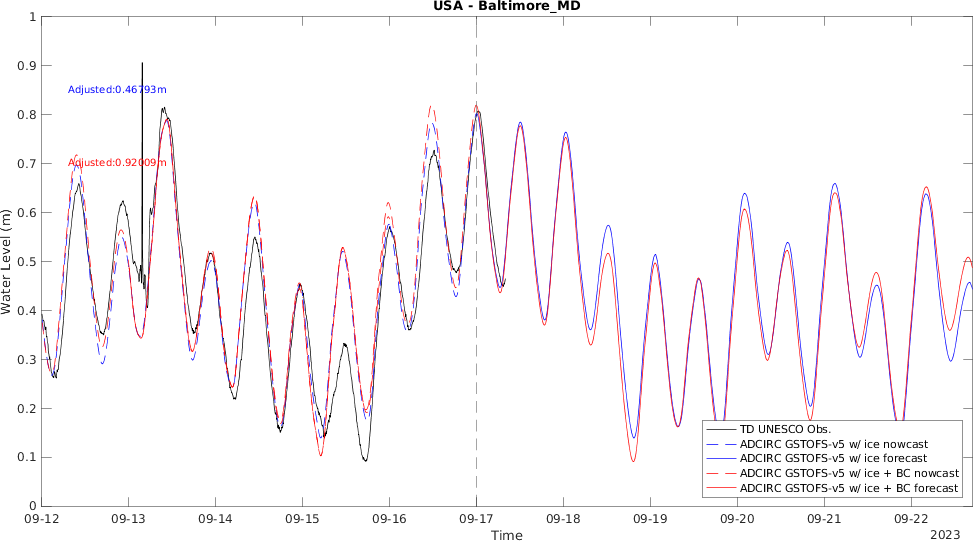 USA - Baltimore_MD
1
0.9
0.8
0.7
0.6
0.5
0.4
0.3
0.2
0.1
0
Water Level (m)
Adjusted:0.46793m
Adjusted:0.92009m
TD UNESCO Obs.
ADCIRC GSTOFS-v5 w/ ice nowcast
ADCIRC GSTOFS-v5 w/ ice forecast
ADCIRC GSTOFS-v5 w/ ice + BC nowcast
ADCIRC GSTOFS-v5 w/ ice + BC forecast
09-12 09-13 09-14 09-15 09-16 09-17 09-18 09-19 09-20 09-21 09-22
Time
2023